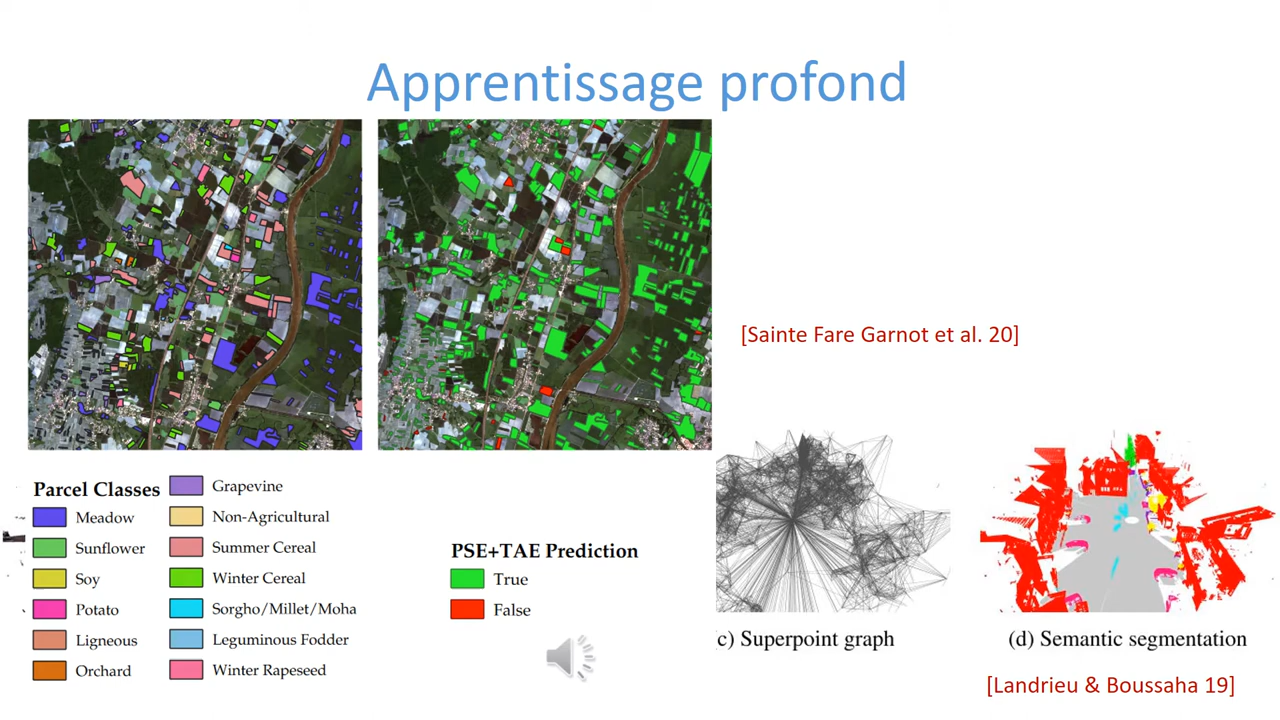 Apprentissage profond
[Sainte Fare Garnot et al. 20]
Parcel Classes
Meadow
Sunflower
Soy
Potato
Ligneous
Orchard
Grapevine
Non-Agricultural
Summer Cereal
Winter Cereal
Sorgho/Millet/Moha
Leguminous Fodder
Winter Rapeseed
PSE+TAE Prediction
True
False
(c) Superpoint graph
(d) Semantic segmentation
[Landrieu & Boussaha 19]